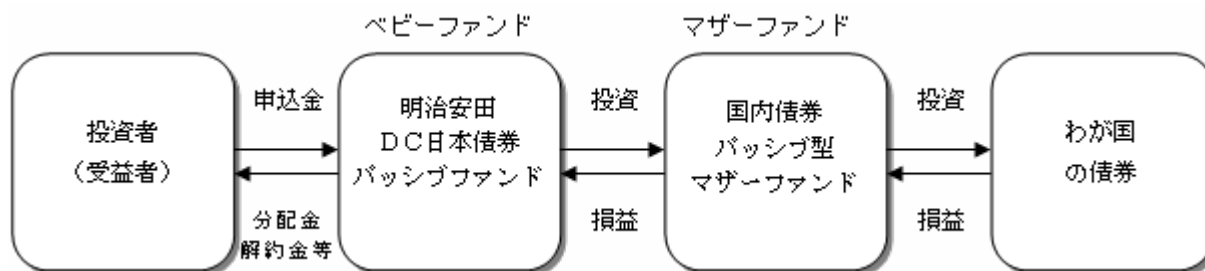 ベビーファンド
マザーファンド
投資者
（受益者）
申込金
分配金
解約金等
明治安田
ＤＣ日本債券
パッシブファンド
投資
損益
国内債券
パッシブ型
マザーファンド
投資
損益
わが国
の債券